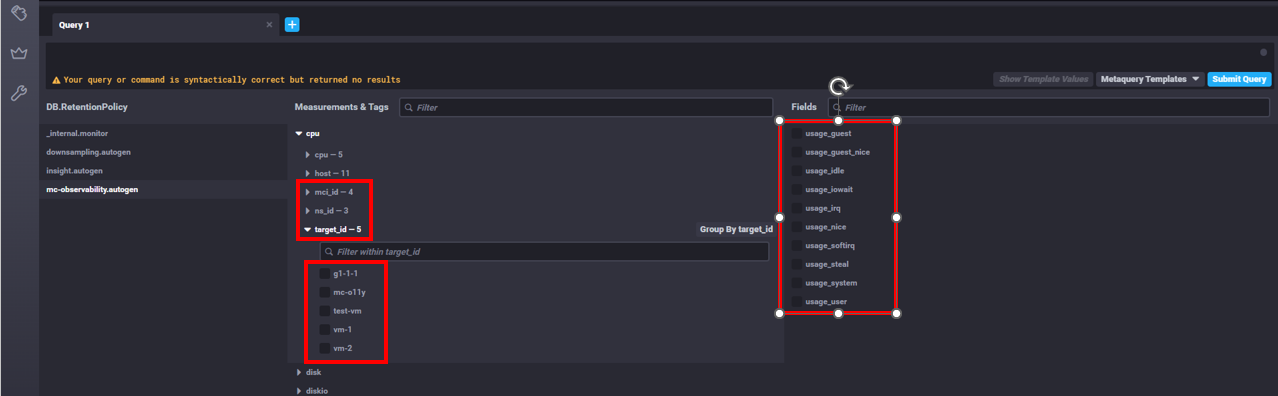 Query 1
Your query or command is syntactically correct but returned no results
Show Template Values
Metaquery Templates
Submit Query
DB.RetentionPolicy
_internal.monitor
downsampling.autogen
insight.autogen
mc-observability.autogen
Measurements & Tags
Filter
cpu
cpu — 5
host — 11
mci_id — 4
ns_id — 3
target_id — 5
Group By target_id
Filter within target_id
g1-1-1
mc-o11y
test-vm
vm-1
vm-2
disk
diskio
Fields
Filter
usage_guest
usage_guest_nice
usage_idle
usage_iowait
usage_irq
usage_nice
usage_softirq
usage_steal
usage_system
usage_user